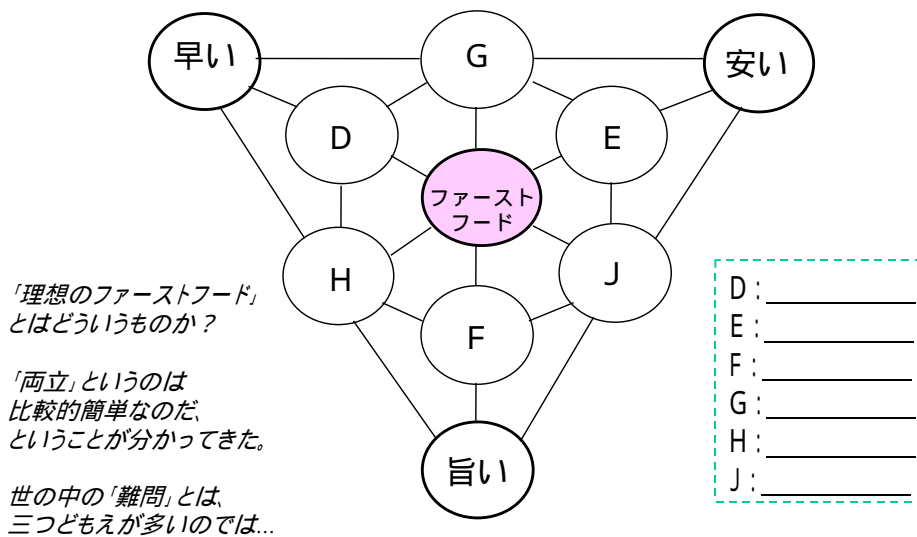 早い
G
安い
D
E
ファースト
フード
H
J
F
旨い
「理想のファーストフード」
とはどういうものか？
「両立」というのは
比較的簡単なのだ、
ということが分かってきた。
世の中の「難問」とは、
三つどもえが多いのでは...
D :
E :
F :
G :
H :
J :